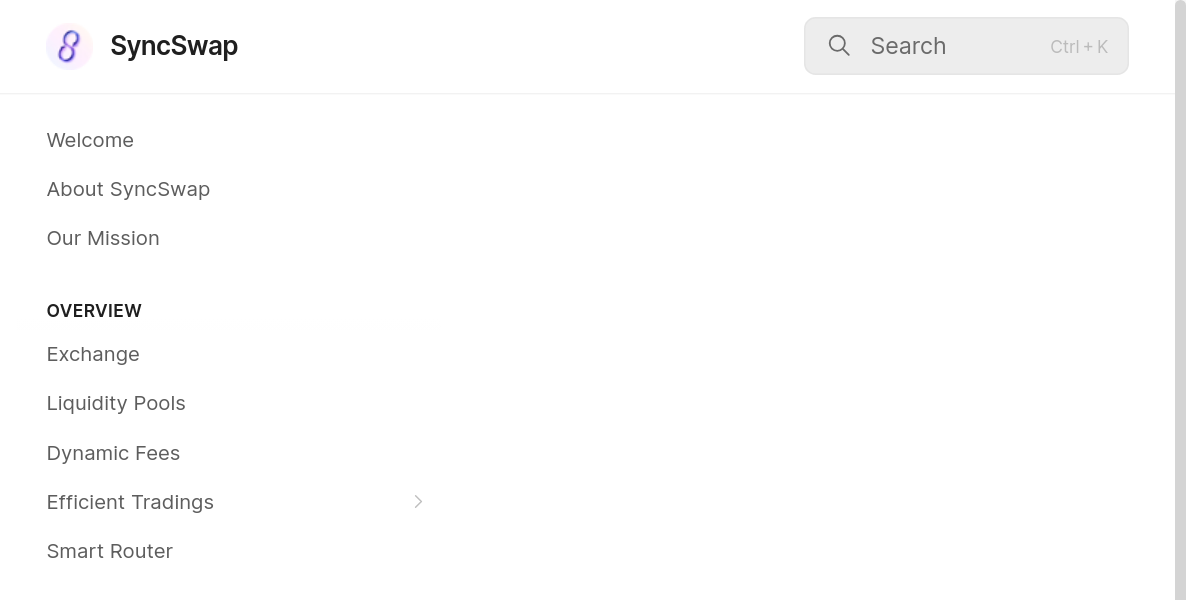 SyncSwap
Search
Ctrl + K
Welcome
About SyncSwap
Our Mission
OVERVIEW
Exchange
Liquidity Pools
Dynamic Fees
Efficient Tradings
Smart Router